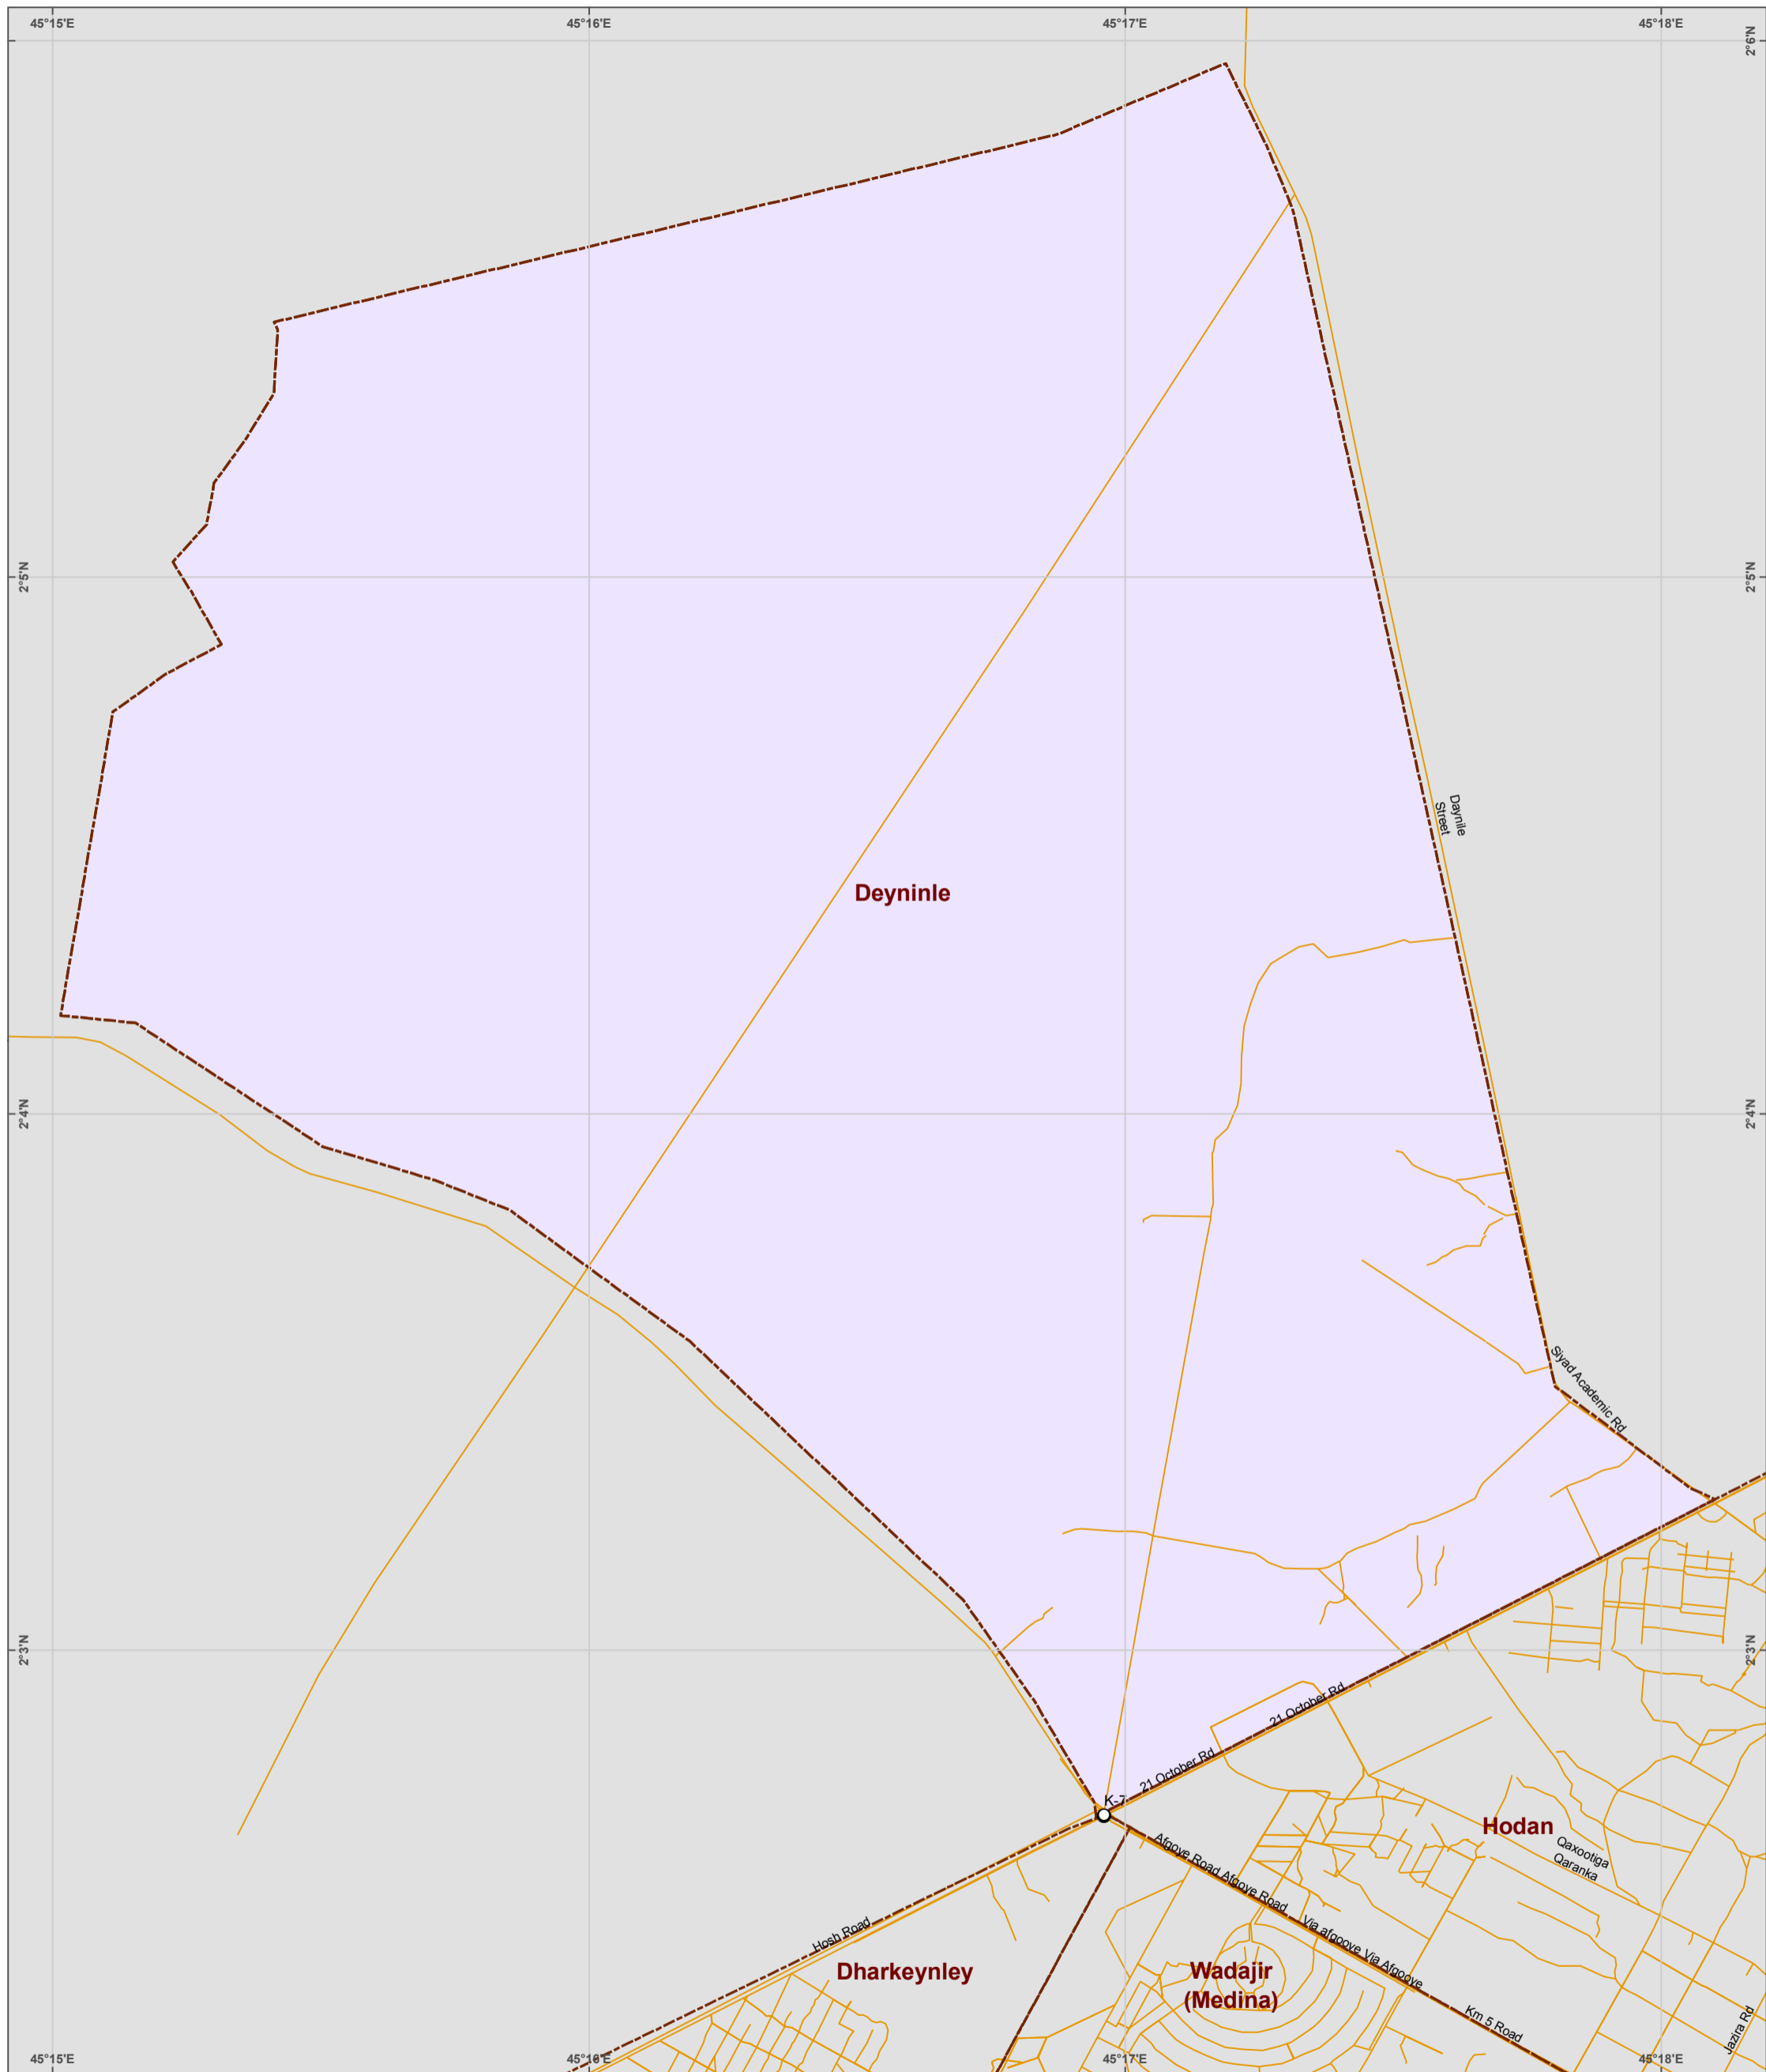 45°15'E
45°16'E
45°17'E
45°18'E
2°6'N
2°5'N
2°5'N
Daynile
Street
Deyninle
2°4'N
2°4'N
Siyad Academic Rd
2°3'N
2°3'N
21 October Rd
21 October Rd
K-7
Hodan
Afgoye Road Afgoye Road
Qaxootiga
Qaranka
Hosh Road
Via afgooye Via Afgooye
Dharkeynley
Wadajir
(Medina)
Km 5 Road
Jazira Rd
45°15'E
45°16'E
45°17'E
45°18'E